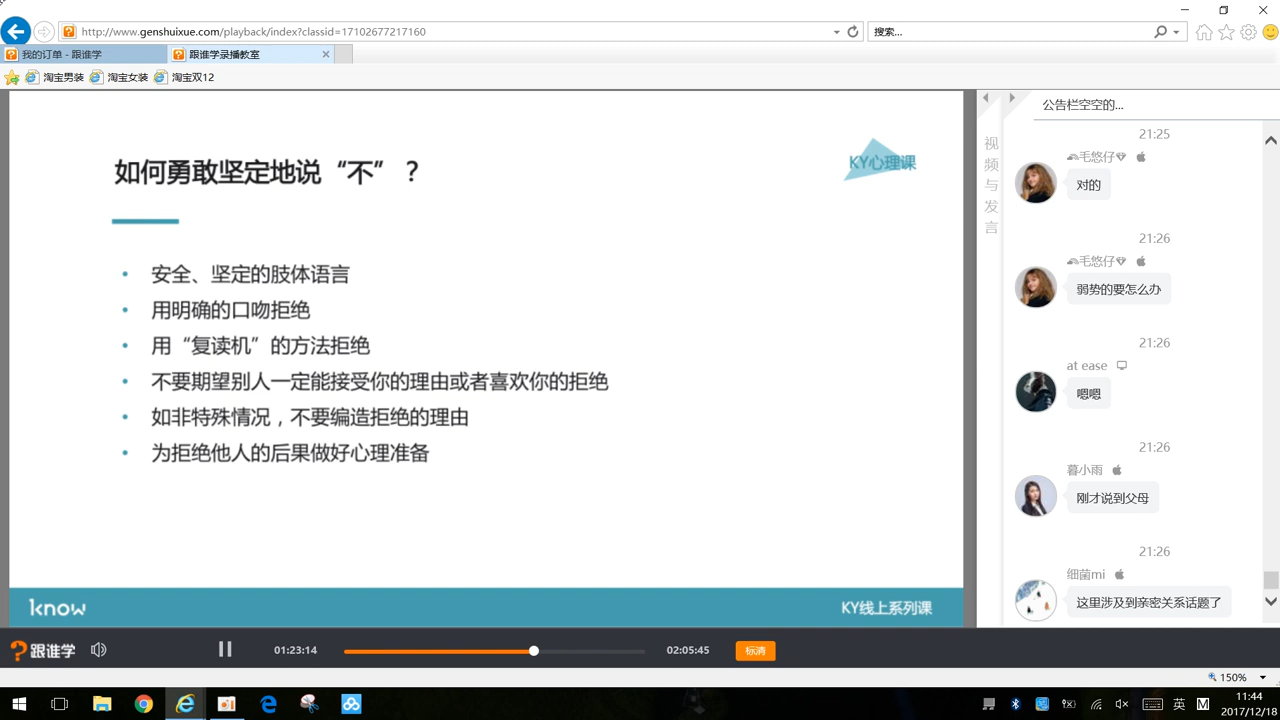 http://www.genshuixue.com/playback/index?classid=17102677217160
搜索...
我的订单 - 跟谁学
跟谁学录播教室
淘宝男装
淘宝女装
淘宝双12
如何勇敢坚定地说“不”？
KY心理课
安全、坚定的肢体语言
用明确的口吻拒绝
用“复读机”的方法拒绝
不要期望别人一定能接受你的理由或者喜欢你的拒绝
如非特殊情况，不要编造拒绝的理由
为拒绝他人的后果做好心理准备
know
KY线上系列课
视频与发言
公告栏空空的...
21:25
毛悠仔
对的
21:26
毛悠仔
弱势的要怎么办
21:26
at ease
嗯嗯
21:26
暮小雨
刚才说到父母
21:26
细菌mi
这里涉及到亲密关系话题了
跟谁学
01:23:14
02:05:45
标清
150%
英
M
11:44
2017/12/18